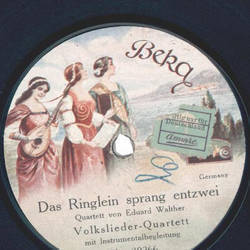 Beka
Germany
Das Ringlein sprang entzwei
Quartett von Eduard Walther
Volkslieder-Quartett
mit Instrumentalbegleitung